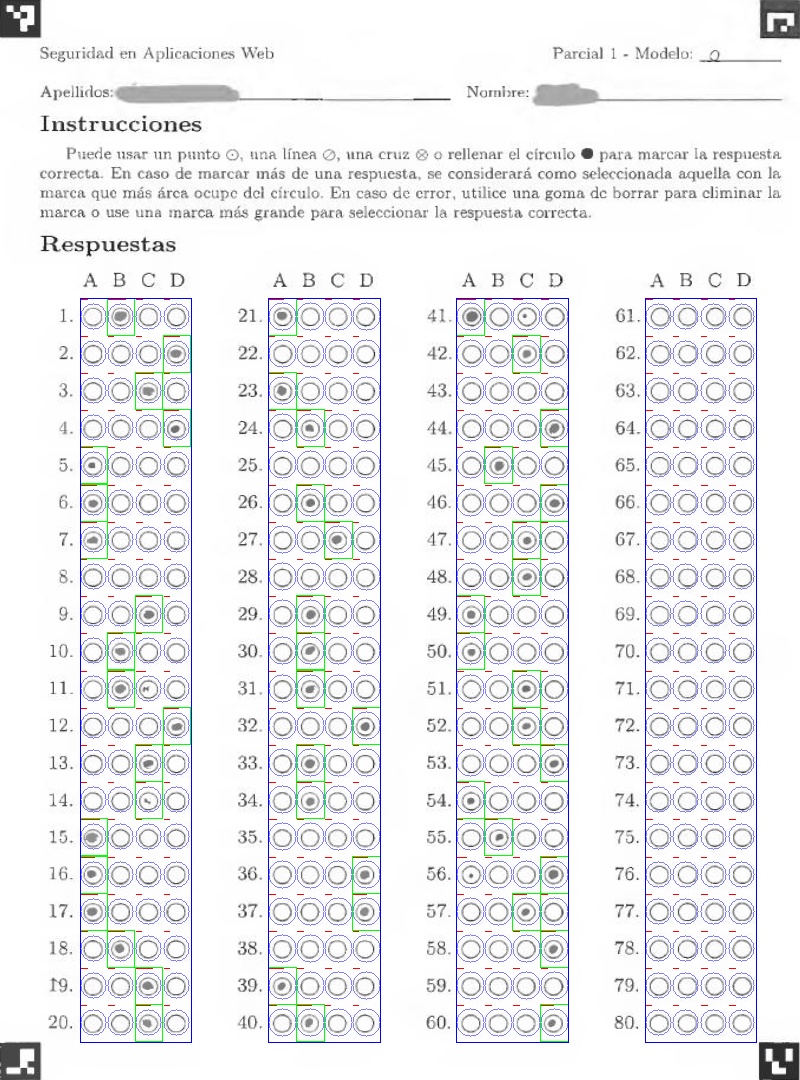 Seguridad en Aplicaciones Web Parcial 1 - Modelo: 0
Apellidos: Nombre:
Instrucciones
Puede usar un punto ⊙, una línea ⊘, una cruz ⊗ o rellenar el círculo ● para marcar la respuesta
correcta. En caso de marcar más de una respuesta, se considerará como seleccionada aquella con la
marca que más área ocupe del círculo. En caso de error, utilice una goma de borrar para eliminar la
marca o use una marca más grande para seleccionar la respuesta correcta.
Respuestas
A B C D A B C D A B C D A B C D
1. 21. 41. 61.
2. 22. 42. 62.
3. 23. 43. 63.
4. 24. 44. 64.
5. 25. 45. 65.
6. 26. 46. 66.
7. 27. 47. 67.
8. 28. 48. 68.
9. 29. 49. 69.
10. 30. 50. 70.
11. 31. 51. 71.
12. 32. 52. 72.
13. 33. 53. 73.
14. 34. 54. 74.
15. 35. 55. 75.
16. 36. 56. 76.
17. 37. 57. 77.
18. 38. 58. 78.
19. 39. 59. 79.
20. 40. 60. 80.